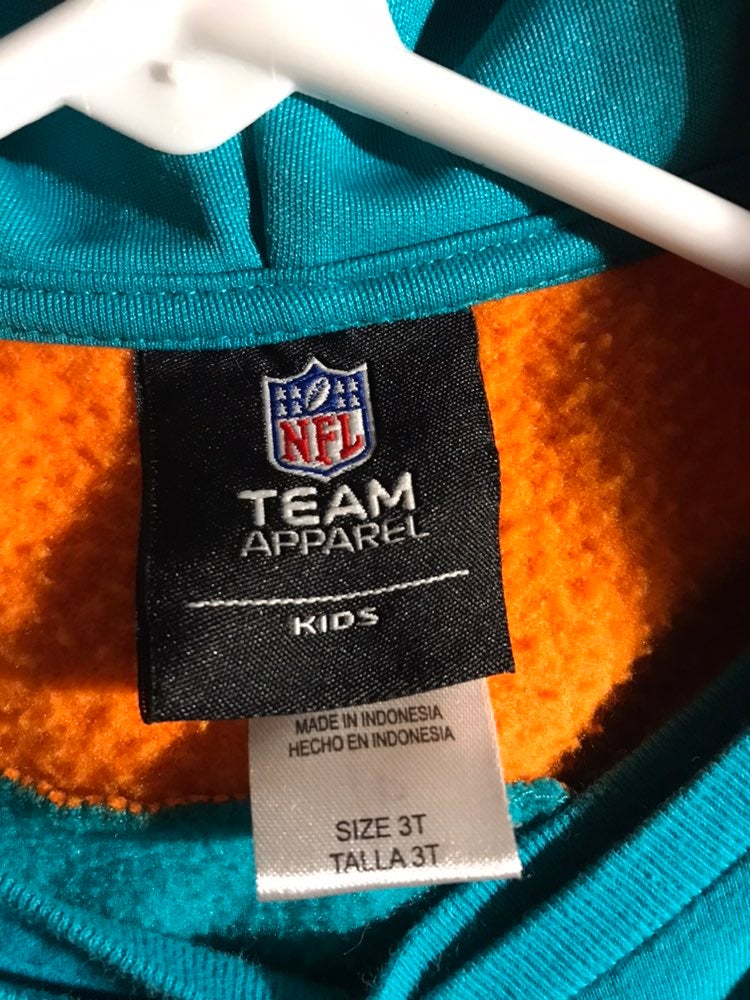 NFL
TEAM
APPAREL
KIDS
MADE IN INDONESIA
HECHO EN INDONESIA
SIZE 3T
TALLA 3T